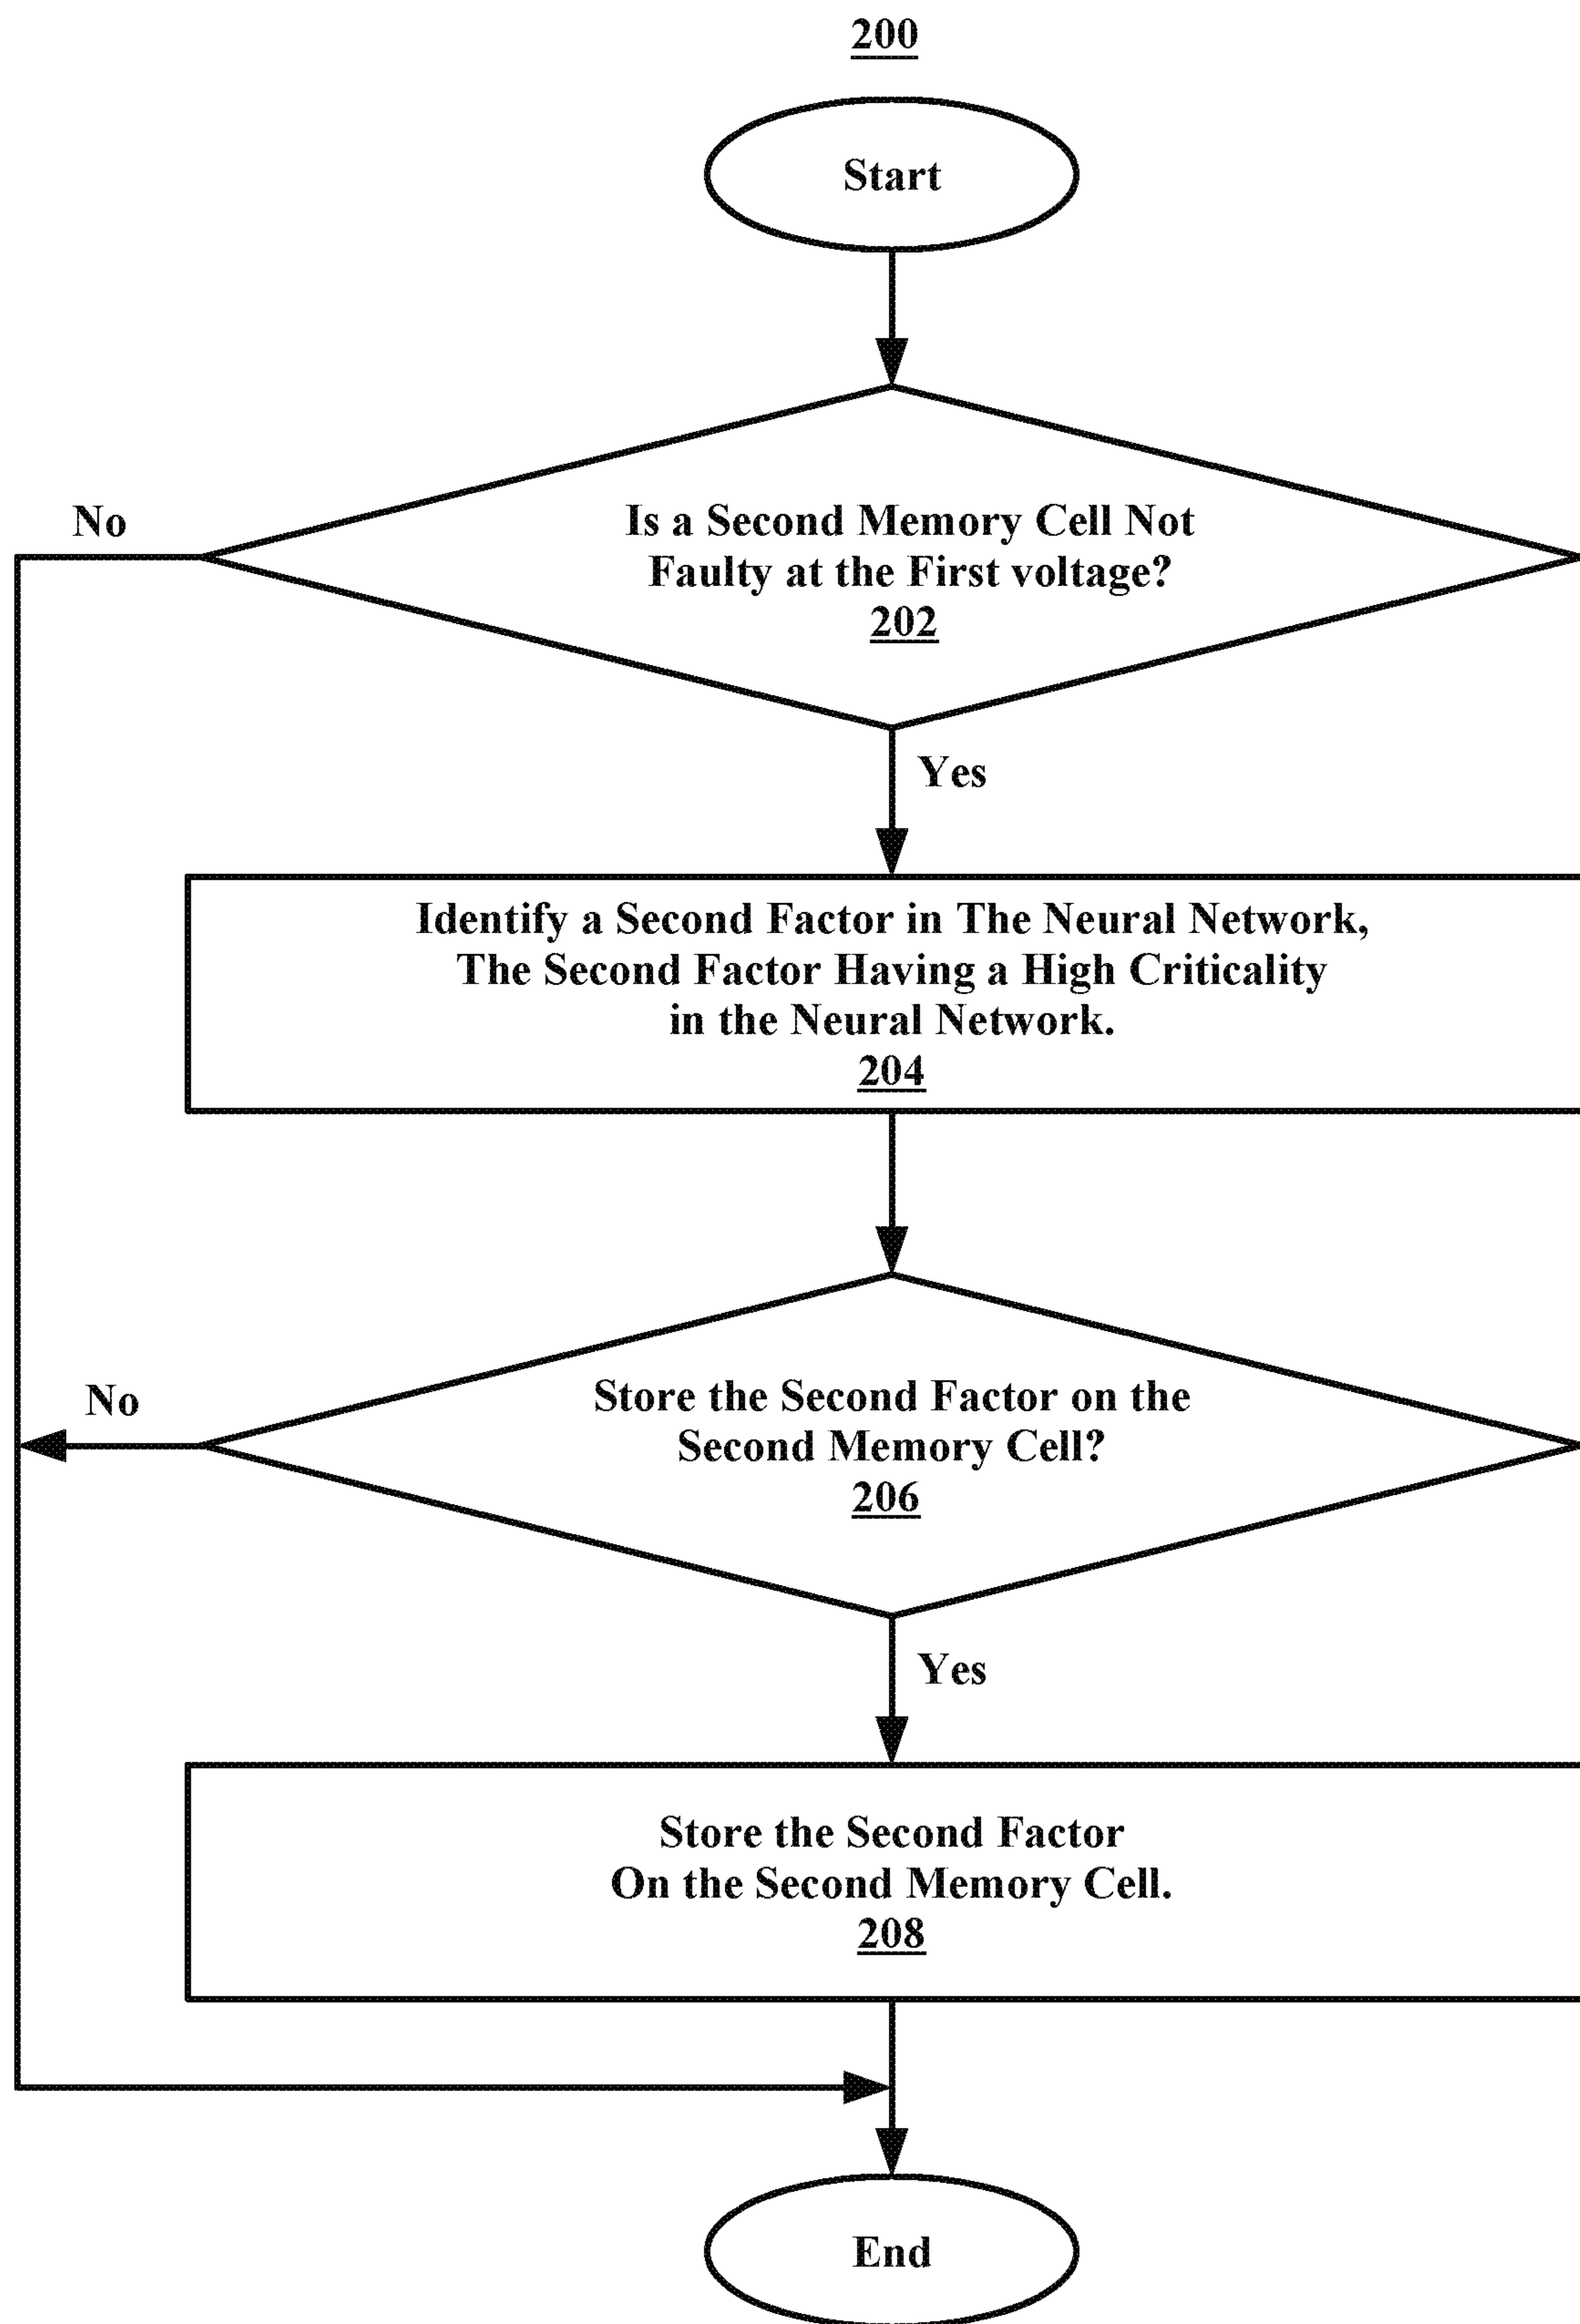 200
Start
No
Is a Second Memory Cell Not
Faulty at the First voltage?
202
Yes
Identify a Second Factor in The Neural Network,
The Second Factor Having a High Criticality
in the Neural Network.
204
No
Store the Second Factor on the
Second Memory Cell?
206
Yes
Store the Second Factor
On the Second Memory Cell.
208
End